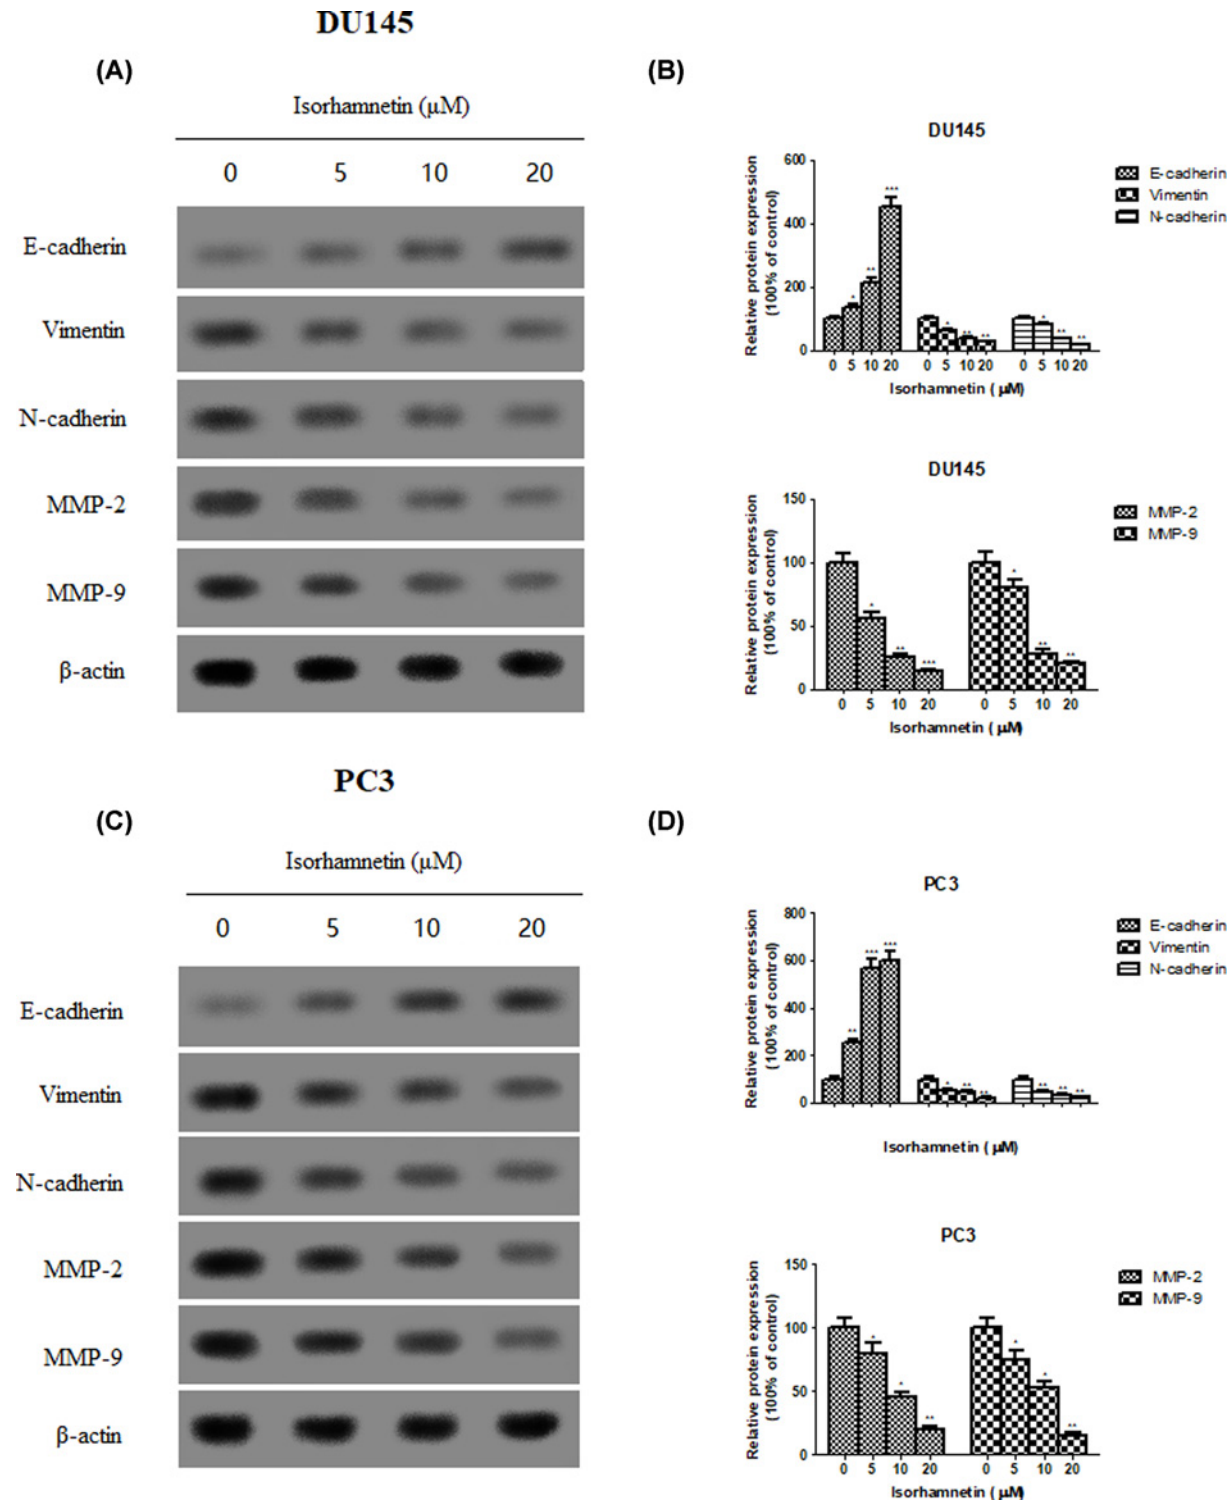 DU145
(A)
Isorhamnetin (µM)
0 5 10 20
E-cadherin
Vimentin
N-cadherin
MMP-2
MMP-9
β-actin
(B)
DU145
Relative protein expression
(100% of control)
600
400
200
0
* ** *** * ** ** * ** **
0 5 10 20 0 5 10 20 0 5 10 20
Isorhamnetin ( µM)
E-cadherin
Vimentin
N-cadherin
DU145
Relative protein expression
(100% of control)
150
100
50
0
* ** *** * ** **
0 5 10 20 0 5 10 20
Isorhamnetin ( µM)
MMP-2
MMP-9
PC3
(C)
Isorhamnetin (µM)
0 5 10 20
E-cadherin
Vimentin
N-cadherin
MMP-2
MMP-9
β-actin
(D)
PC3
Relative protein expression
(100% of control)
800
600
400
200
0
** *** *** * ** ** ** ** **
Isorhamnetin ( µM)
E-cadherin
Vimentin
N-cadherin
PC3
Relative protein expression
(100% of control)
150
100
50
0
* * ** * * **
0 5 10 20 0 5 10 20
Isorhamnetin ( µM)
MMP-2
MMP-9